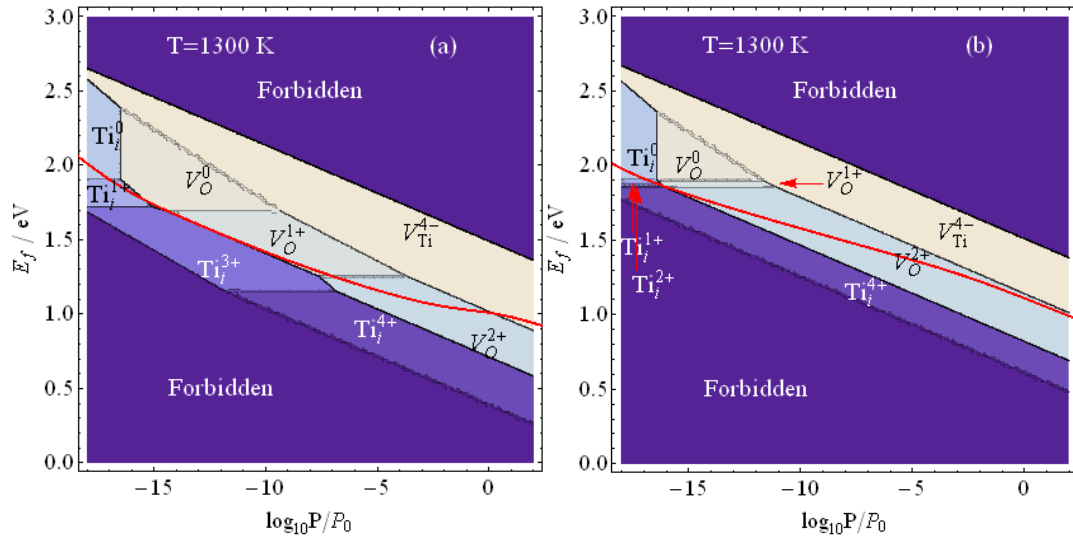 T=1300 K (a)
Forbidden
Ti_i^0
V_O^0
Ti_i^{1+}
V_O^{1+}
V_{Ti}^{4−}
Ti_i^{3+}
Ti_i^{4+}
V_O^{2+}
Forbidden
3.0
2.5
2.0
1.5
1.0
0.5
0.0
E_f / eV
−15 −10 −5 0
log₁₀P/P₀
T=1300 K (b)
Forbidden
Ti_i^0
V_O^0
V_O^{1+}
V_{Ti}^{4−}
Ti_i^{1+}
V_O^{2+}
Ti_i^{2+}
Ti_i^{4+}
Forbidden
3.0
2.5
2.0
1.5
1.0
0.5
0.0
E_f / eV
−15 −10 −5 0
log₁₀P/P₀